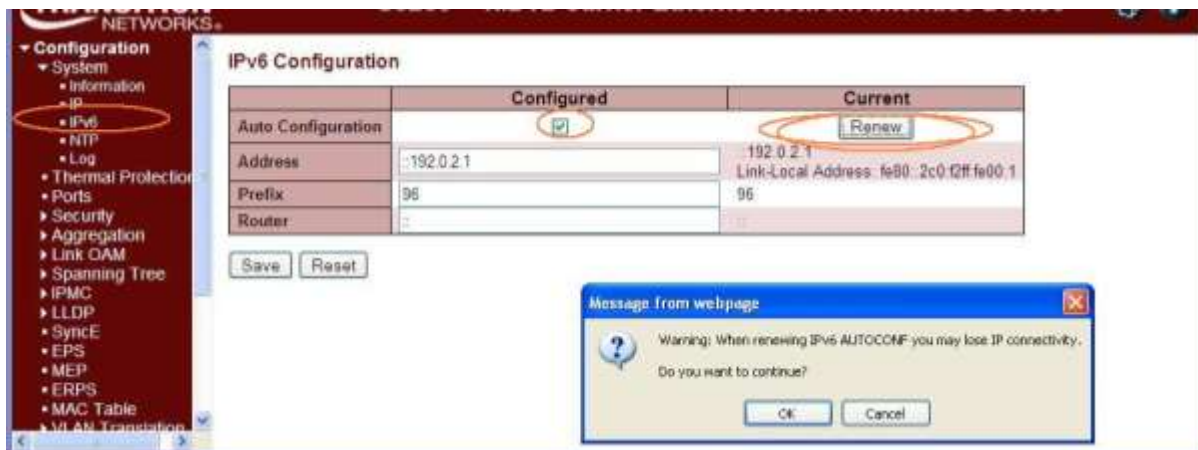 NETWORKS
Configuration
System
Information
IP
IPv6
NTP
Log
Thermal Protection
Ports
Security
Aggregation
Link OAM
Spanning Tree
IPMC
LLDP
SyncE
EPS
MEP
ERPS
MAC Table
VLAN Translation
IPv6 Configuration
Configured Current
Auto Configuration Renew
Address ::192.0.2.1 ::192.0.2.1
Link-Local Address: fe80::2c0:f2ff:fe00:1
Prefix 96 96
Router :: ::
Save Reset
Message from webpage
Warning: When renewing IPv6 AUTOCONF you may lose IP connectivity.
Do you want to continue?
OK Cancel